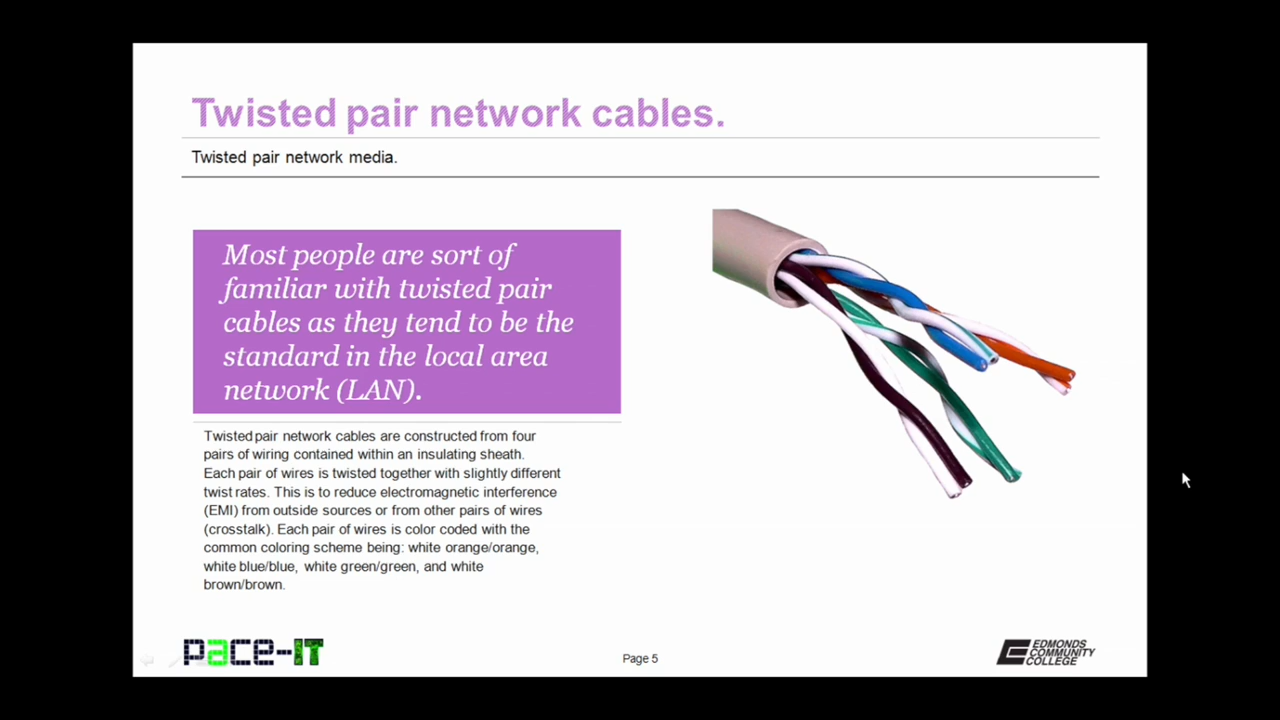 Twisted pair network cables.
Twisted pair network media.
Most people are sort of
familiar with twisted pair
cables as they tend to be the
standard in the local area
network (LAN).
Twisted pair network cables are constructed from four
pairs of wiring contained within an insulating sheath.
Each pair of wires is twisted together with slightly different
twist rates. This is to reduce electromagnetic interference
(EMI) from outside sources or from other pairs of wires
(crosstalk). Each pair of wires is color coded with the
common coloring scheme being: white orange/orange,
white blue/blue, white green/green, and white
brown/brown.
pace-IT
Page 5
EDMONDS
COMMUNITY
COLLEGE